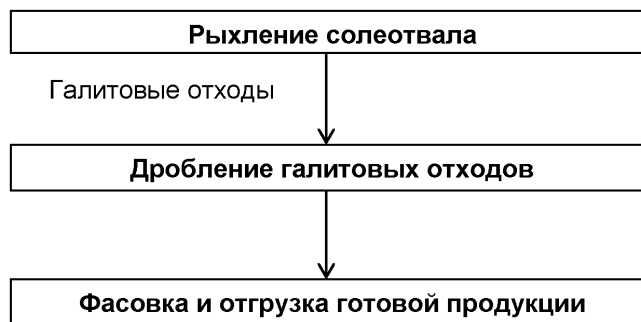 Рыхление солеотвала
Галитовые отходы
Дробление галитовых отходов
Фасовка и отгрузка готовой продукции